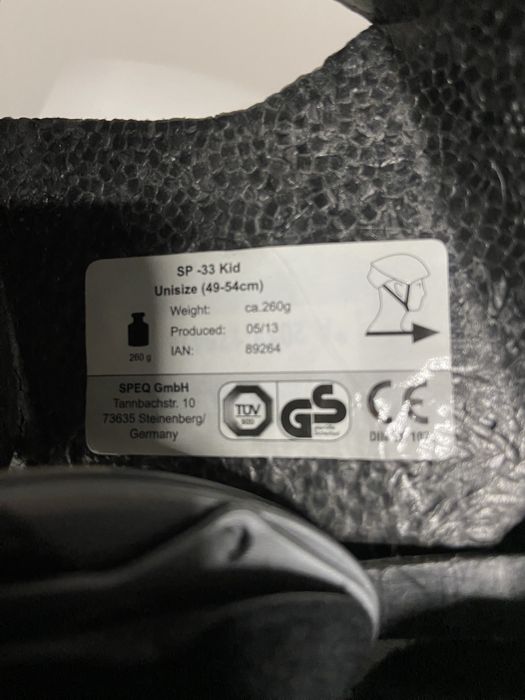 SP -33 Kid
Unisize (49-54cm)
Weight: ca.260g
Produced: 05/13
IAN: 89264
260 g
SPEQ GmbH
Tannbachstr. 10
73635 Steinenberg/
Germany
TÜV
SÜD
GS
CE